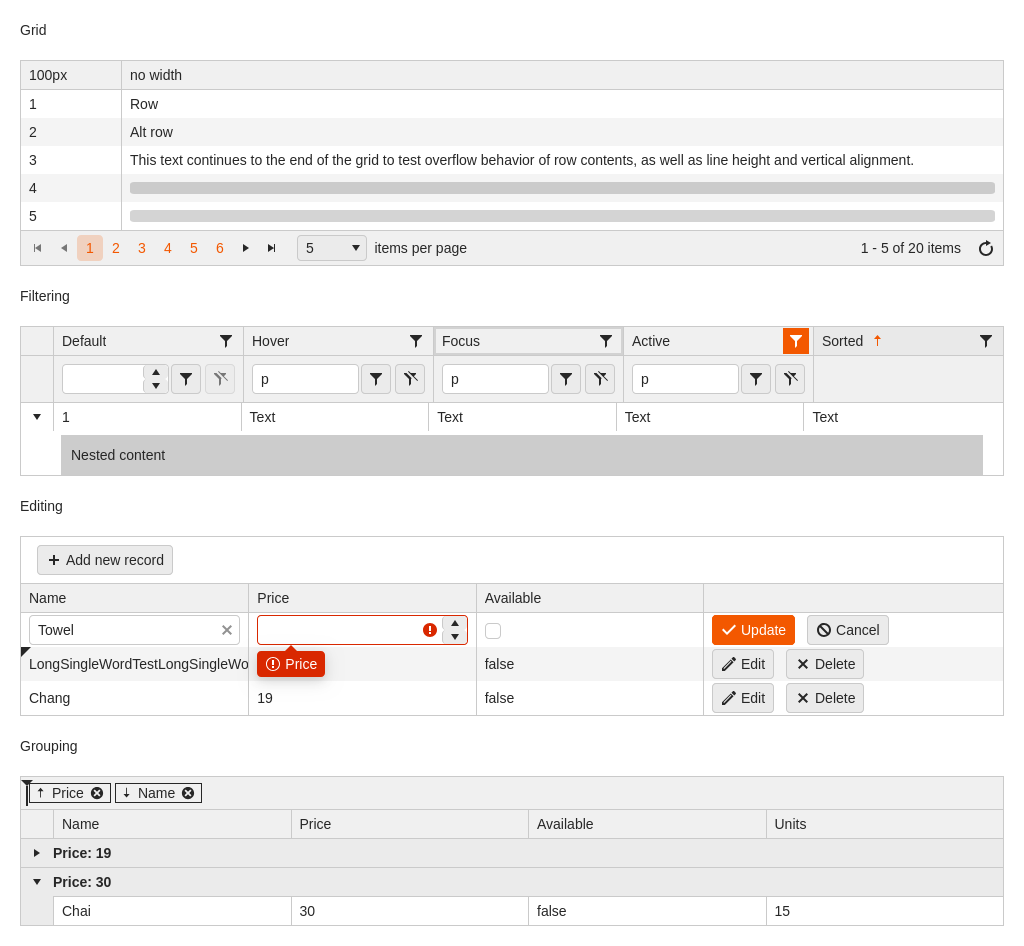 Grid
100px no width
1 Row
2 Alt row
3 This text continues to the end of the grid to test overflow behavior of row contents, as well as line height and vertical alignment.
4
5
1 2 3 4 5 6 5 items per page 1 - 5 of 20 items
Filtering
Default Hover Focus Active Sorted
p p p
1 Text Text Text Text
Nested content
Editing
Add new record
Name Price Available
Towel Update Cancel
LongSingleWordTestLongSingleWo Price false Edit Delete
Chang 19 false Edit Delete
Grouping
Price Name
Name Price Available Units
Price: 19
Price: 30
Chai 30 false 15